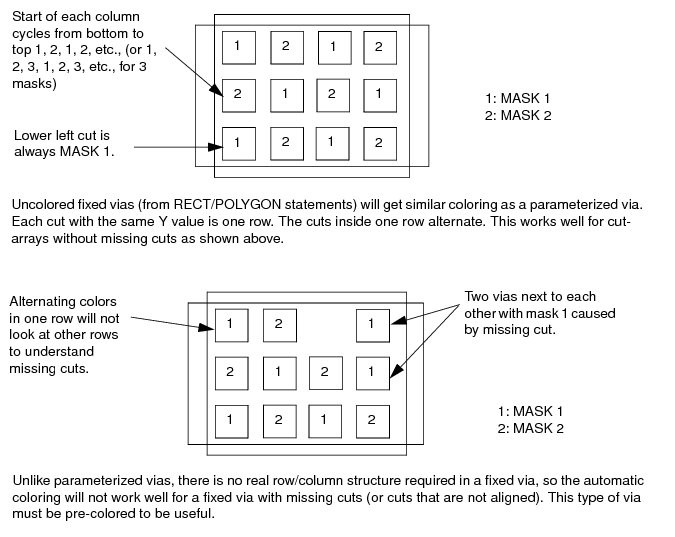 Start of each column
cycles from bottom to
top 1, 2, 1, 2, etc., (or 1,
2, 3, 1, 2, 3, etc., for 3
masks)
Lower left cut is
always MASK 1.
1 2 1 2
2 1 2 1
1 2 1 2
1: MASK 1
2: MASK 2
Uncolored fixed vias (from RECT/POLYGON statements) will get similar coloring as a parameterized via.
Each cut with the same Y value is one row. The cuts inside one row alternate. This works well for cut-
arrays without missing cuts as shown above.
Alternating colors
in one row will not
look at other rows
to understand
missing cuts.
1 2 1
2 1 2 1
1 2 1 2
Two vias next to each
other with mask 1 caused
by missing cut.
1: MASK 1
2: MASK 2
Unlike parameterized vias, there is no real row/column structure required in a fixed via, so the automatic
coloring will not work well for a fixed via with missing cuts (or cuts that are not aligned). This type of via
must be pre-colored to be useful.